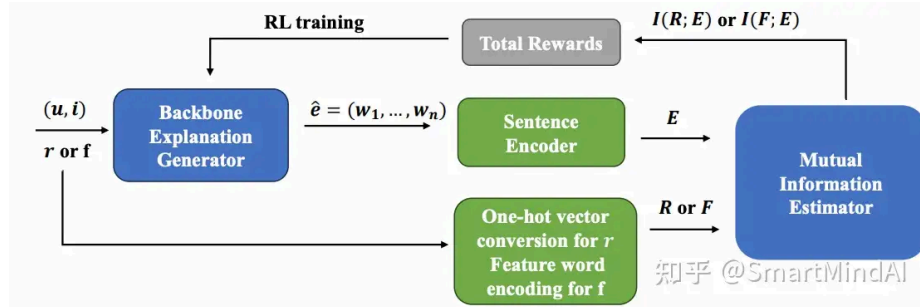 RL training
Total Rewards
I(R; E) or I(F; E)
(u, i)
r or f
Backbone
Explanation
Generator
ê = (w₁, ..., wₙ)
Sentence
Encoder
E
Mutual
Information
Estimator
One-hot vector
conversion for r
Feature word
encoding for f
R or F
知乎 @SmartMindAI